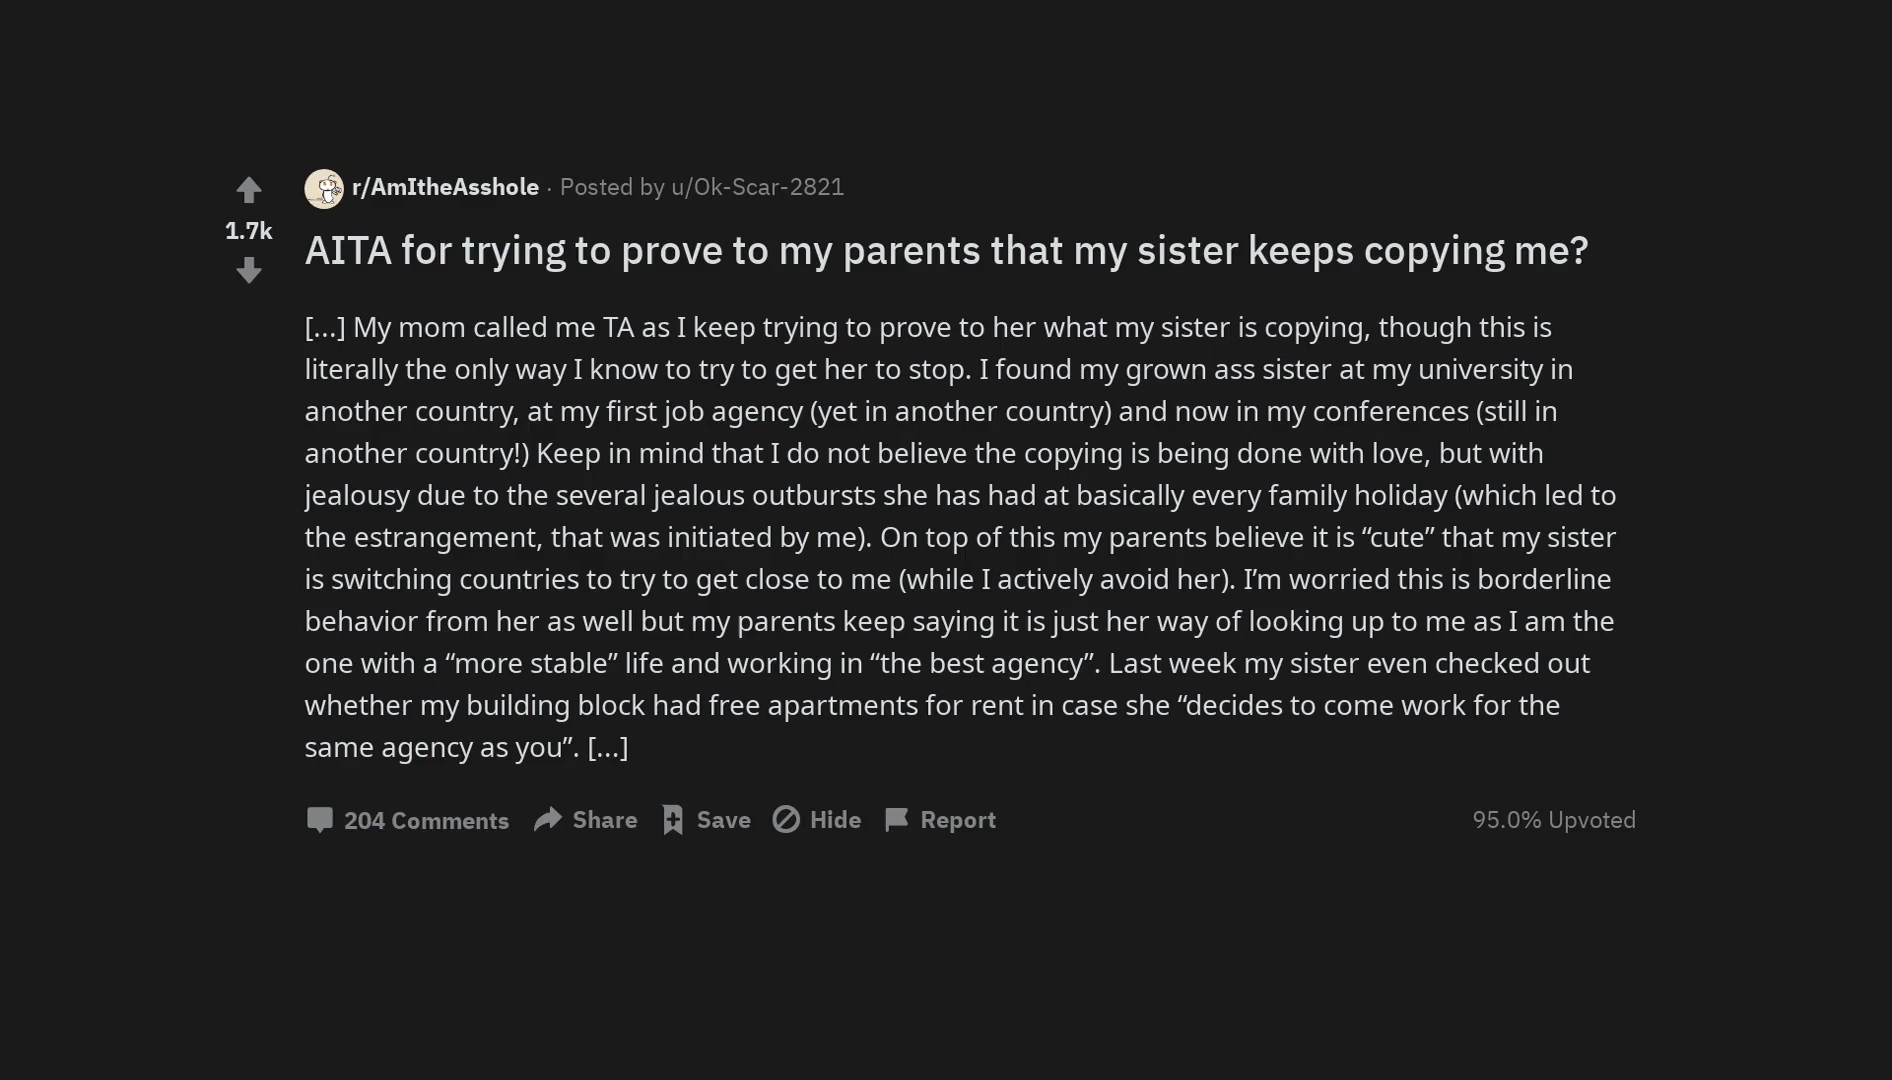 r/AmItheAsshole · Posted by u/Ok-Scar-2821
1.7k
AITA for trying to prove to my parents that my sister keeps copying me?
[...] My mom called me TA as I keep trying to prove to her what my sister is copying, though this is
literally the only way I know to try to get her to stop. I found my grown ass sister at my university in
another country, at my first job agency (yet in another country) and now in my conferences (still in
another country!) Keep in mind that I do not believe the copying is being done with love, but with
jealousy due to the several jealous outbursts she has had at basically every family holiday (which led to
the estrangement, that was initiated by me). On top of this my parents believe it is “cute” that my sister
is switching countries to try to get close to me (while I actively avoid her). I’m worried this is borderline
behavior from her as well but my parents keep saying it is just her way of looking up to me as I am the
one with a “more stable” life and working in “the best agency”. Last week my sister even checked out
whether my building block had free apartments for rent in case she “decides to come work for the
same agency as you”. [...]
204 Comments Share Save Hide Report 95.0% Upvoted